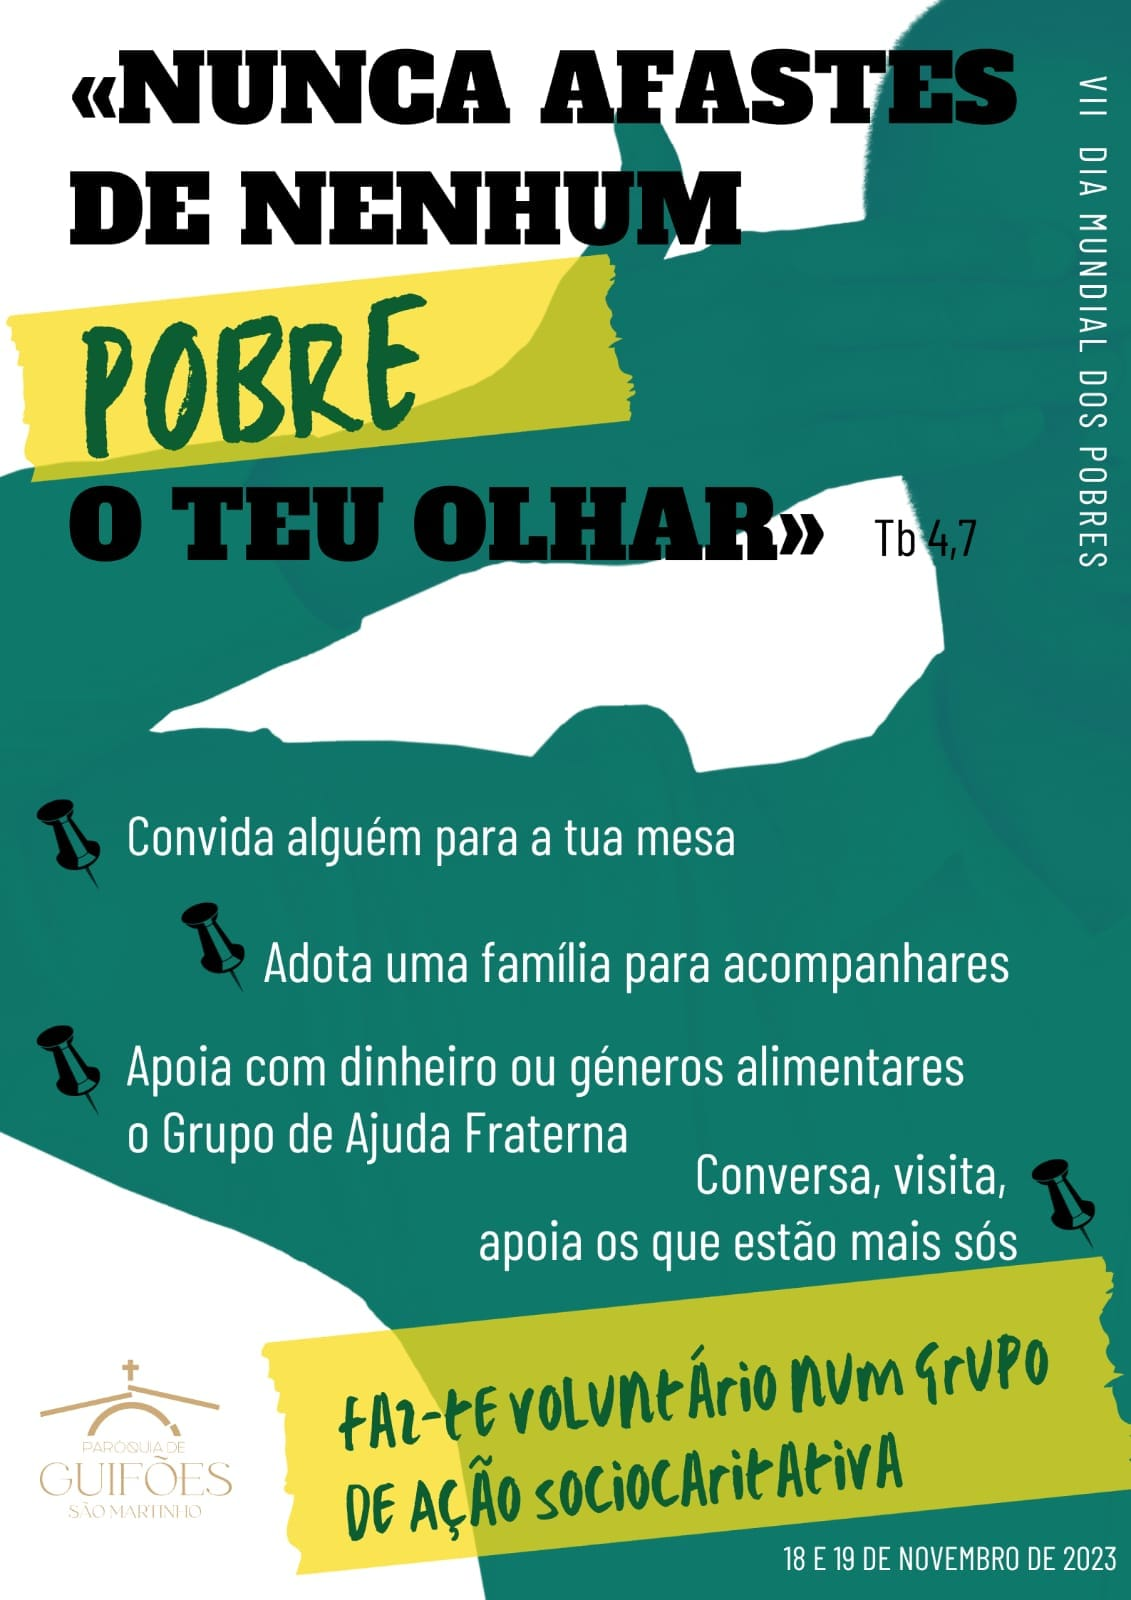 «NUNCA AFASTES
DE NENHUM
POBRE
O TEU OLHAR» Tb 4,7
VII DIA MUNDIAL DOS POBRES
Convida alguém para a tua mesa
Adota uma família para acompanhares
Apoia com dinheiro ou géneros alimentares
o Grupo de Ajuda Fraterna
Conversa, visita,
apoia os que estão mais sós
FAZ-TE VOLUNTÁRIO NUM GRUPO
DE AÇÃO SOCIOCARITATIVA
PARÓQUIA DE
GUIFÕES
SÃO MARTINHO
18 E 19 DE NOVEMBRO DE 2023